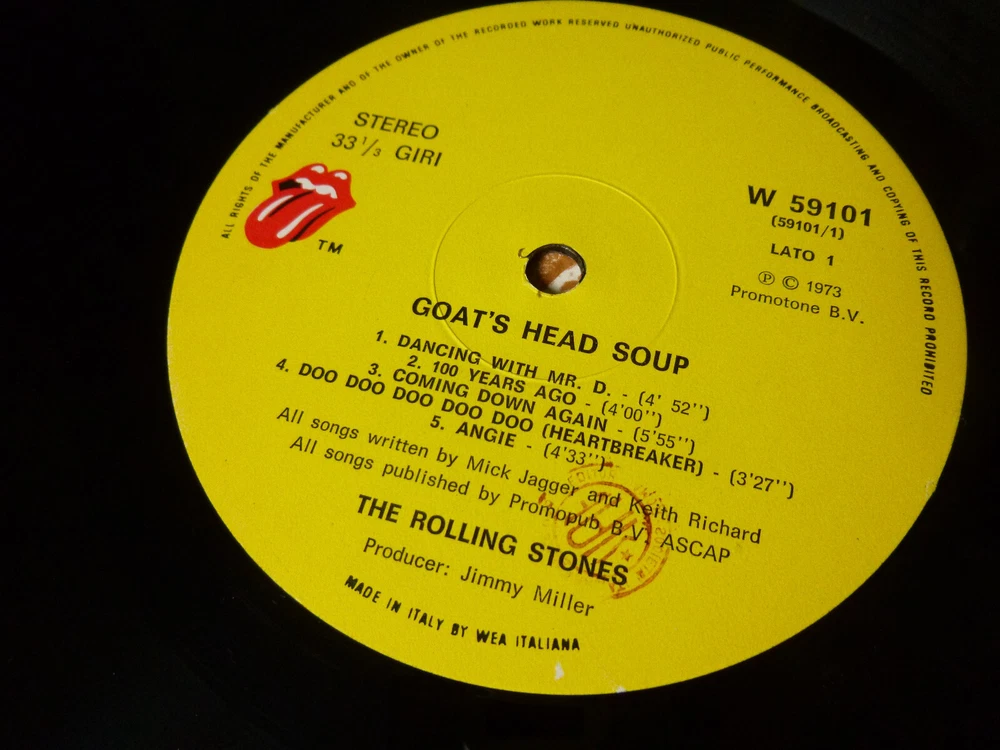 ALL RIGHTS OF THE MANUFACTURER AND OF THE OWNER OF THE RECORDED WORK RESERVED UNAUTHORIZED PUBLIC PERFORMANCE BROADCASTING AND COPYING OF THIS RECORD PROHIBITED
STEREO
33 1/3 GIRI
TM
W 59101
(59101/1)
LATO 1
℗ © 1973
Promotone B.V.
GOAT'S HEAD SOUP
1. DANCING WITH MR. D. - (4' 52'')
2. 100 YEARS AGO - (4'00'')
3. COMING DOWN AGAIN - (5'55'')
4. DOO DOO DOO DOO DOO (HEARTBREAKER) - (3'27'')
5. ANGIE - (4'33'')
All songs written by Mick Jagger and Keith Richard
All songs published by Promopub B.V. ASCAP
THE ROLLING STONES
Producer: Jimmy Miller
MADE IN ITALY BY WEA ITALIANA